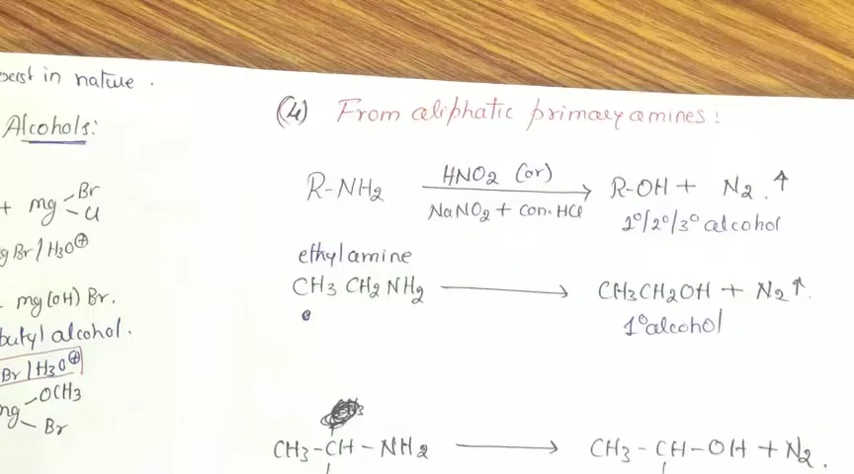 exist in nature .
Alcohols:
+ mg Br
Cl
g Br / H3O⊕
mg(OH) Br.
butyl alcohol.
Br / H3O⊕
mg OCH3
Br
(4) From aliphatic primary amines :
R-NH2 HNO2 (or) R-OH + N2 ↑
NaNO2 + Con. HCl 1°/2°/3° alcohol
ethylamine
CH3 CH2 NH2 ⟶ CH3CH2OH + N2↑.
1° alcohol
CH3-CH-NH2 ⟶ CH3-CH-OH + N2.